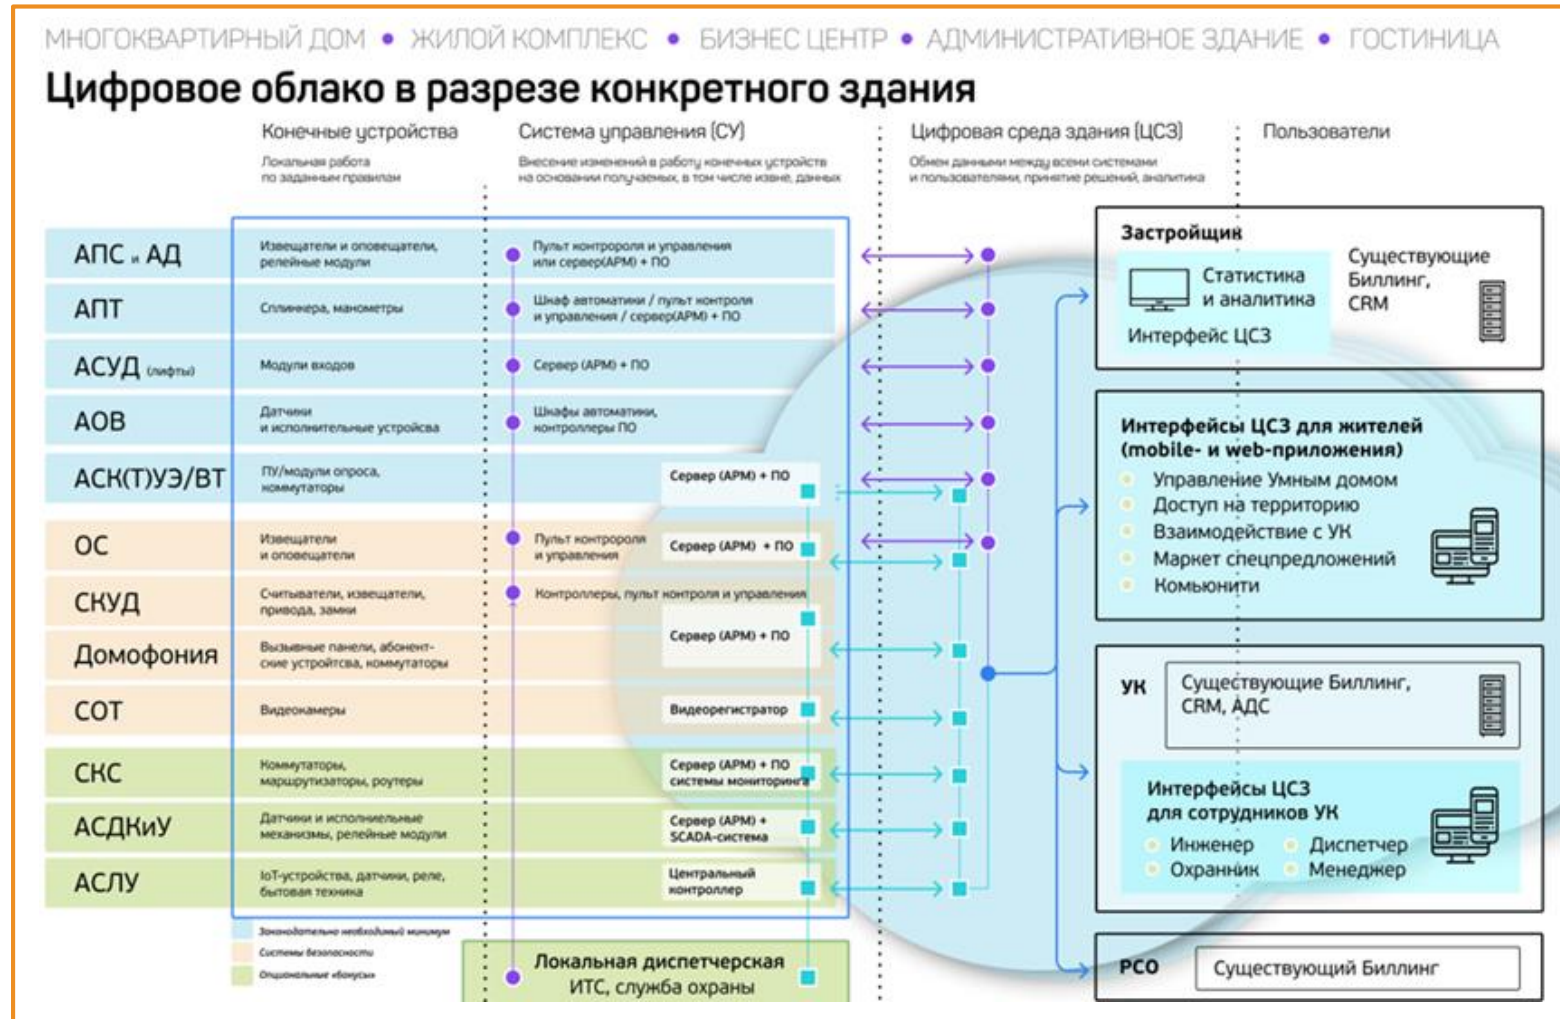 МНОГОКВАРТИРНЫЙ ДОМ • ЖИЛОЙ КОМПЛЕКС • БИЗНЕС ЦЕНТР • АДМИНИСТРАТИВНОЕ ЗДАНИЕ • ГОСТИНИЦА
Цифровое облако в разрезе конкретного здания
Конечные устройства
Локальная работа
по заданным правилам
Система управления (СУ)
Внесение изменений в работу конечных устройств
на основании получаемых, в том числе извне, данных
Цифровая среда здания (ЦСЗ)
Обмен данными между всеми системами
и пользователями, принятие решений, аналитика
Пользователи
АПС и АД
Извещатели и оповещатели,
релейные модули
Пульт контророля и управления
или сервер(АРМ) + ПО
АПТ
Сплинкера, манометры
Шкаф автоматики / пульт контроля
и управления / сервер(АРМ) + ПО
АСУД (лифты)
Модули входов
Сервер (АРМ) + ПО
АОВ
Датчики
и исполнительные устройсва
Шкафы автоматики,
контроллеры ПО
АСК(Т)УЭ/ВТ
ПУ/модули опроса,
коммутаторы
Сервер (АРМ) + ПО
ОС
Извещатели
и оповещатели
Пульт контророля
и управления
Сервер (АРМ) + ПО
СКУД
Считыватели, извещатели,
привода, замки
Контроллеры, пульт контроля и управления
Домофония
Вызывные панели, абонент-
ские устройтсва, коммутаторы
Сервер (АРМ) + ПО
СОТ
Видеокамеры
Видеорегистратор
СКС
Коммутаторы,
маршрутизаторы, роутеры
Сервер (АРМ) + ПО
системы мониторинга
АСДКиУ
Датчики и исполниельные
механизмы, релейные модули
Сервер (АРМ) +
SCADA-система
АСЛУ
IoT-устройства, датчики, реле,
бытовая техника
Центральный
контроллер
Законодательно необходимый минимум
Системы безопасности
Опциональные «бонусы»
Локальная диспетчерская
ИТС, служба охраны
Застройщик
Статистика
и аналитика
Интерфейс ЦСЗ
Существующие
Биллинг,
CRM
Интерфейсы ЦСЗ для жителей
(mobile- и web-приложения)
Управление Умным домом
Доступ на территорию
Взаимодействие с УК
Маркет спецпредложений
Комьюнити
УК
Существующие Биллинг,
CRM, АДС
Интерфейсы ЦСЗ
для сотрудников УК
Инженер
Диспетчер
Охранник
Менеджер
РСО
Существующий Биллинг